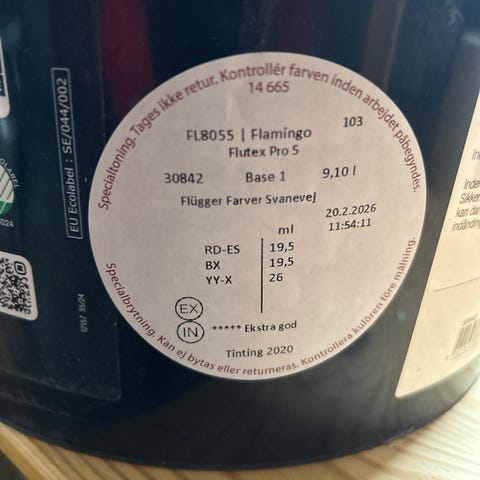 Specialtoning. Tages ikke retur. Kontrollér farven inden arbejdet påbegyndes.
14 665
103
FL8055 | Flamingo
Flutex Pro 5
30842 Base 1 9,10 l
Flügger Farver Svanevej
20.2.2026
11:54:11
ml
RD-ES 19,5
BX 19,5
YY-X 26
EX
IN ***** Ekstra god
Tinting 2020
Specialbrytning. Kan ej bytas eller returneras. Kontrollera kulören före målning.
EU Ecolabel : SE/044/002